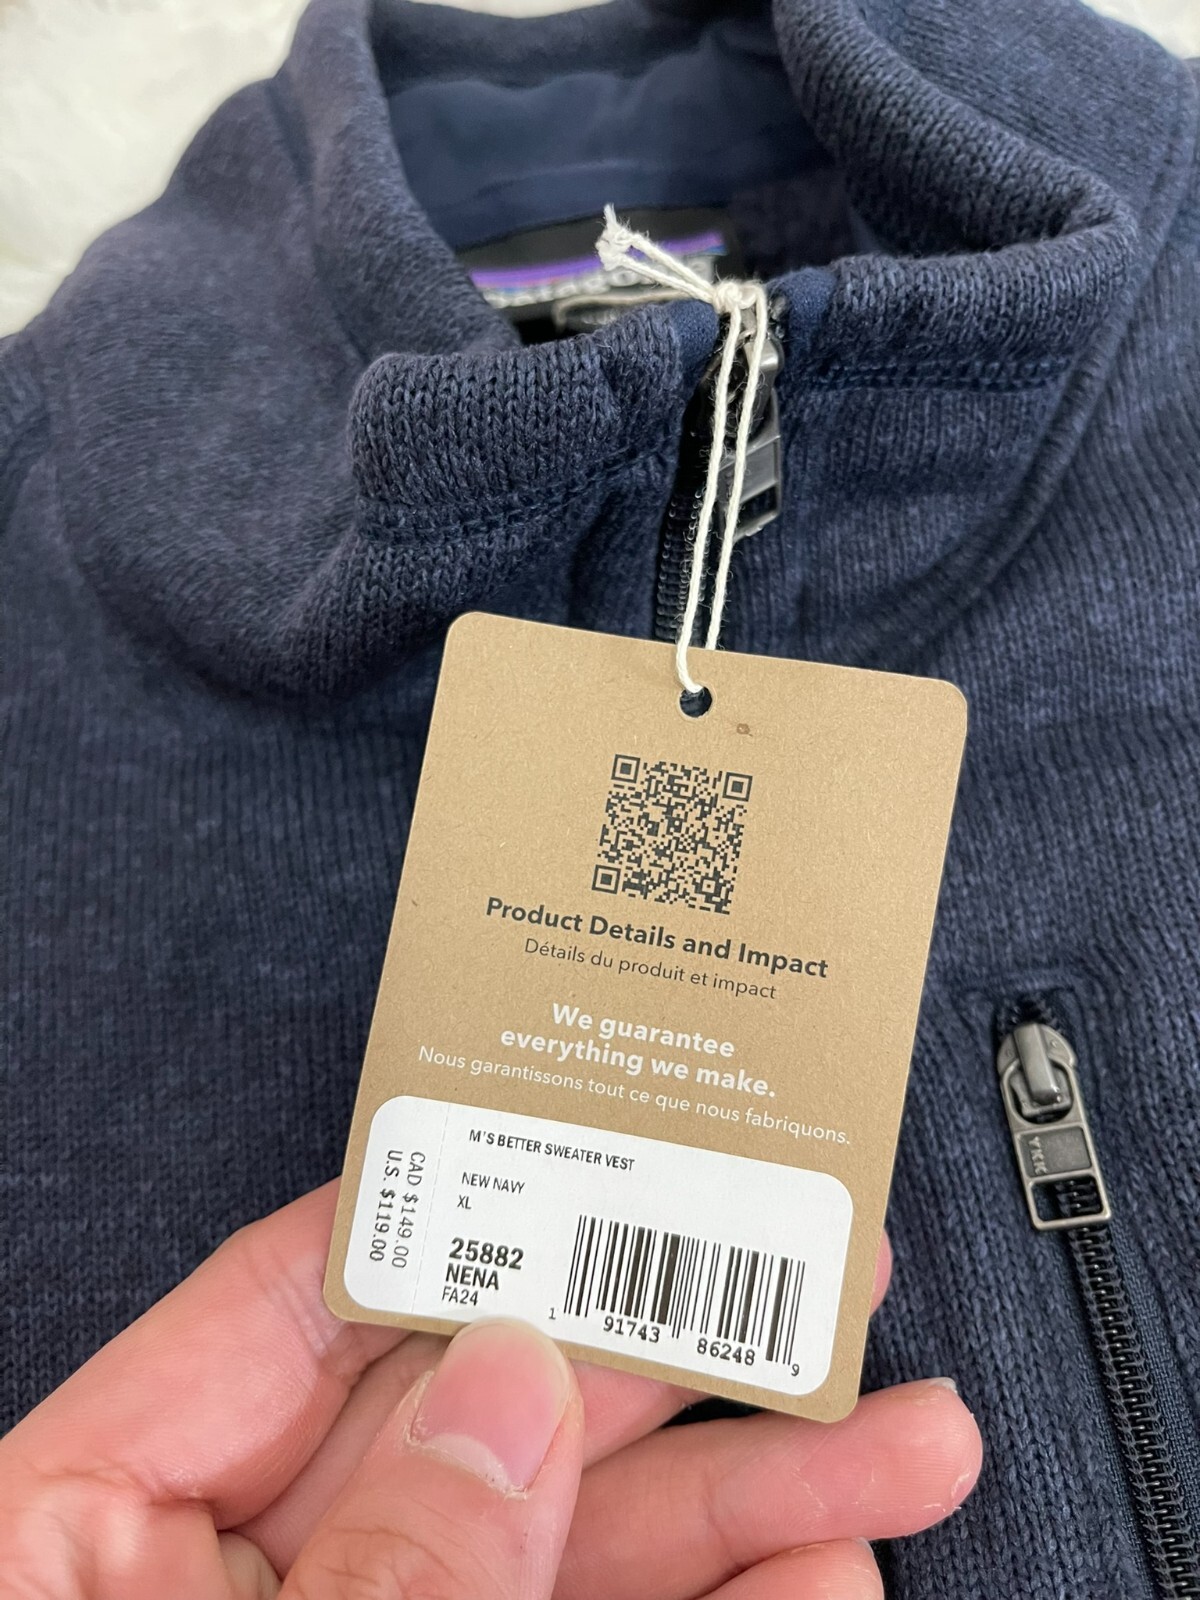 patagonia
Product Details and Impact
Détails du produit et impact
We guarantee
everything we make.
Nous garantissons tout ce que nous fabriquons.
CAD $149.00
U.S. $119.00
M'S BETTER SWEATER VEST
NEW NAVY
XL
25882
NENA
FA24
1 91743 86248 9
YKK